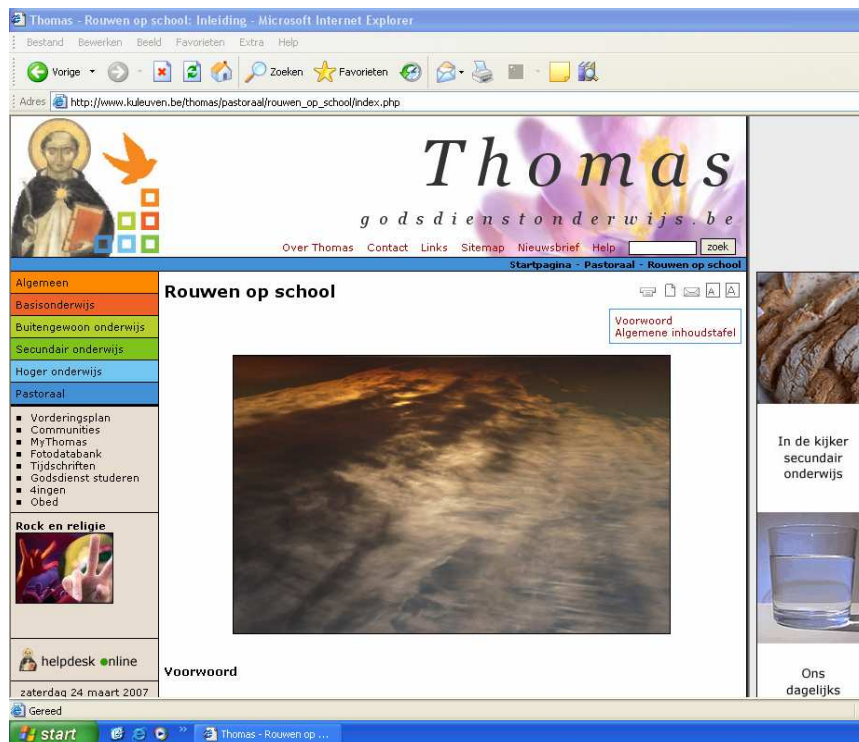 Thomas - Rouwen op school: Inleiding - Microsoft Internet Explorer
Bestand Bewerken Beeld Favorieten Extra Help
Vorige Zoeken Favorieten
Adres http://www.kuleuven.be/thomas/pastoraal/rouwen_op_school/index.php
Thomas
godsdienstonderwijs.be
Over Thomas Contact Links Sitemap Nieuwsbrief Help zoek
Startpagina - Pastoraal - Rouwen op school
Algemeen
Basisonderwijs
Buitengewoon onderwijs
Secundair onderwijs
Hoger onderwijs
Pastoraal
Vorderingsplan
Communities
MyThomas
Fotodatabank
Tijdschriften
Godsdienst studeren
4ingen
Obed
Rock en religie
helpdesk online
zaterdag 24 maart 2007
Rouwen op school
A A
Voorwoord
Algemene inhoudstafel
Voorwoord
In de kijker
secundair
onderwijs
Ons
dagelijks
Gereed
start » Thomas - Rouwen op ...